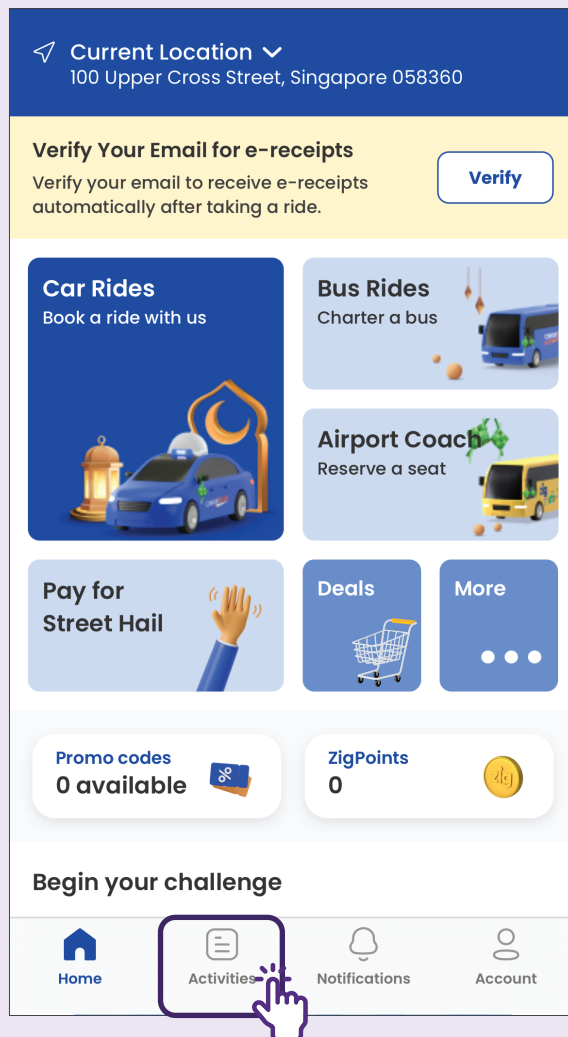 Current Location
100 Upper Cross Street, Singapore 058360
Verify Your Email for e-receipts
Verify your email to receive e-receipts
automatically after taking a ride.
Verify
Car Rides
Book a ride with us
Bus Rides
Charter a bus
Airport Coach
Reserve a seat
Pay for
Street Hail
Deals
More
Promo codes
0 available
%
ZigPoints
0
zig
Begin your challenge
Home
Activities
Notifications
Account